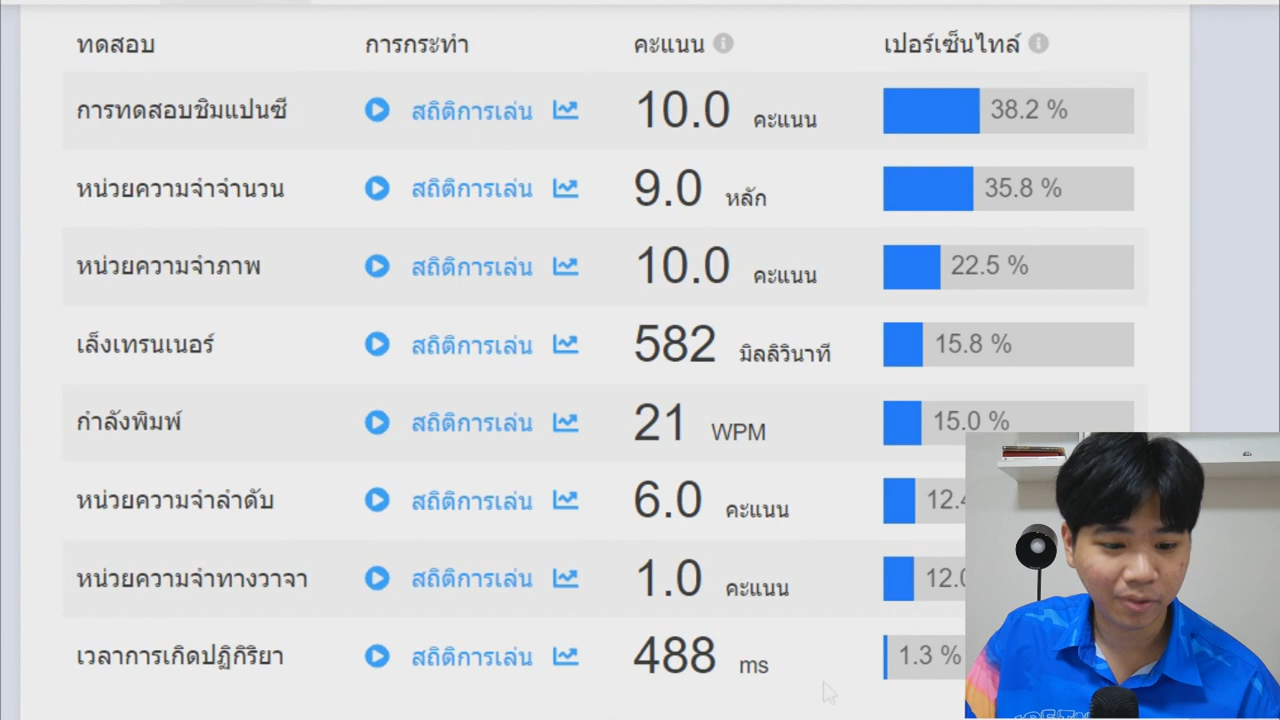 ทดสอบ การกระทำ คะแนน เปอร์เซ็นไทล์
การทดสอบชิมแปนซี สถิติการเล่น 10.0 คะแนน 38.2 %
หน่วยความจำจำนวน สถิติการเล่น 9.0 หลัก 35.8 %
หน่วยความจำภาพ สถิติการเล่น 10.0 คะแนน 22.5 %
เล็งเทรนเนอร์ สถิติการเล่น 582 มิลลิวินาที 15.8 %
กำลังพิมพ์ สถิติการเล่น 21 WPM 15.0 %
หน่วยความจำลำดับ สถิติการเล่น 6.0 คะแนน 12.4
หน่วยความจำทางวาจา สถิติการเล่น 1.0 คะแนน 12.0
เวลาการเกิดปฏิกิริยา สถิติการเล่น 488 ms 1.3 %